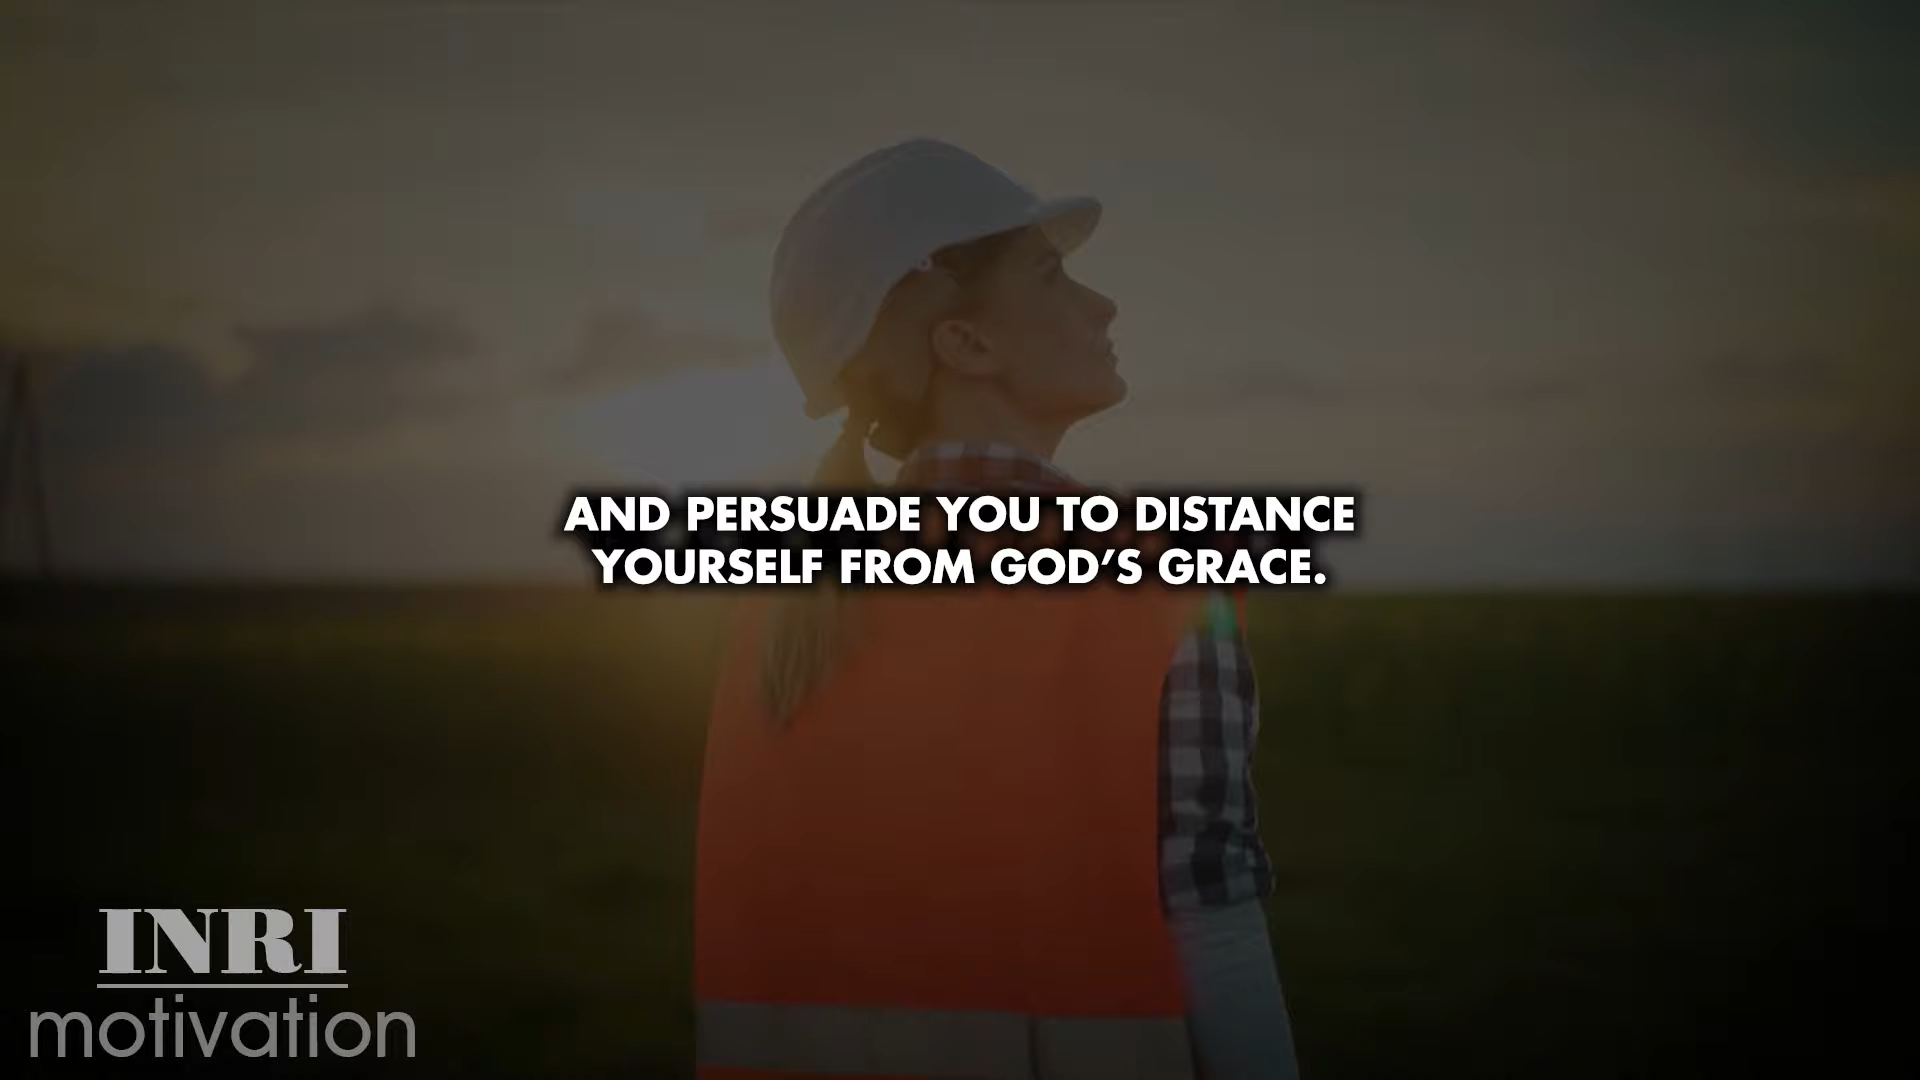 AND PERSUADE YOU TO DISTANCE
YOURSELF FROM GOD'S GRACE.
INRI
motivation